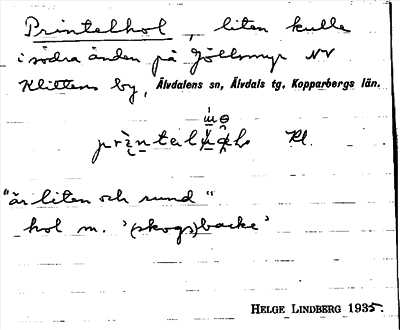 Printelhol, liten kulle
i södra änden på Jöllsmyr NV
Klittens by, Älvdalens sn, Älvdals tg, Kopparbergs län.
Kl.
"är liten och rund"
hol m. '(skogs)backe'
HELGE LINDBERG 1935.